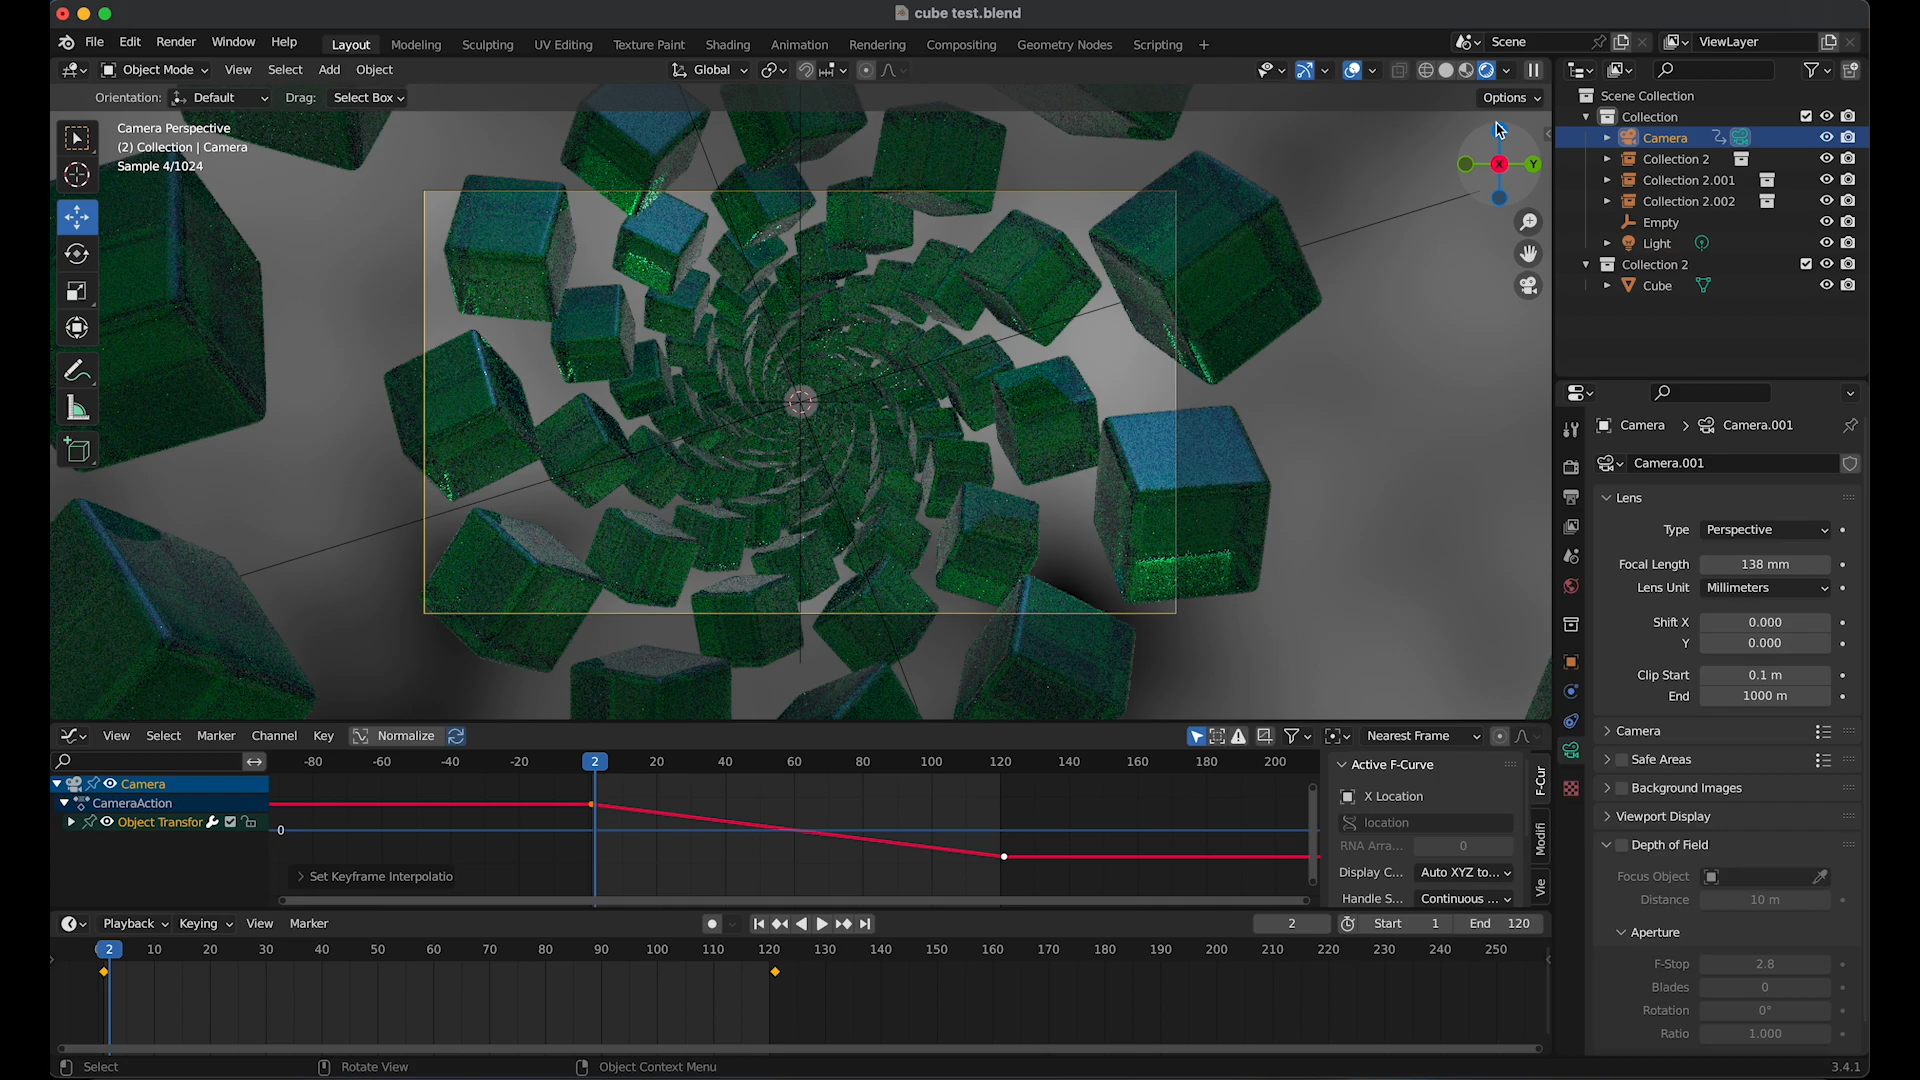 cube test.blend
File Edit Render Window Help Layout Modeling Sculpting UV Editing Texture Paint Shading Animation Rendering Compositing Geometry Nodes Scripting + Scene ViewLayer
Object Mode View Select Add Object Global
Orientation: Default Drag: Select Box Options
Camera Perspective
(2) Collection | Camera
Sample 4/1024
X Y
Scene Collection
Collection
Camera
Collection 2
Collection 2.001
Collection 2.002
Empty
Light
Collection 2
Cube
Camera > Camera.001
Camera.001
Lens
Type Perspective
Focal Length 138 mm
Lens Unit Millimeters
Shift X 0.000
Y 0.000
Clip Start 0.1 m
End 1000 m
Camera
Safe Areas
Background Images
Viewport Display
Depth of Field
Focus Object
Distance 10 m
Aperture
F-Stop 2.8
Blades 0
Rotation 0°
Ratio 1.000
View Select Marker Channel Key Normalize Nearest Frame
-80 -60 -40 -20 2 20 40 60 80 100 120 140 160 180 200
Camera
CameraAction
Object Transfor
0
Set Keyframe Interpolatio
Active F-Curve
X Location
location
RNA Arra... 0
Display C... Auto XYZ to...
Handle S... Continuous ...
F-Cur
Modifi
Vie
Playback Keying View Marker 2 Start 1 End 120
2 10 20 30 40 50 60 70 80 90 100 110 120 130 140 150 160 170 180 190 200 210 220 230 240 250
Select Rotate View Object Context Menu 3.4.1